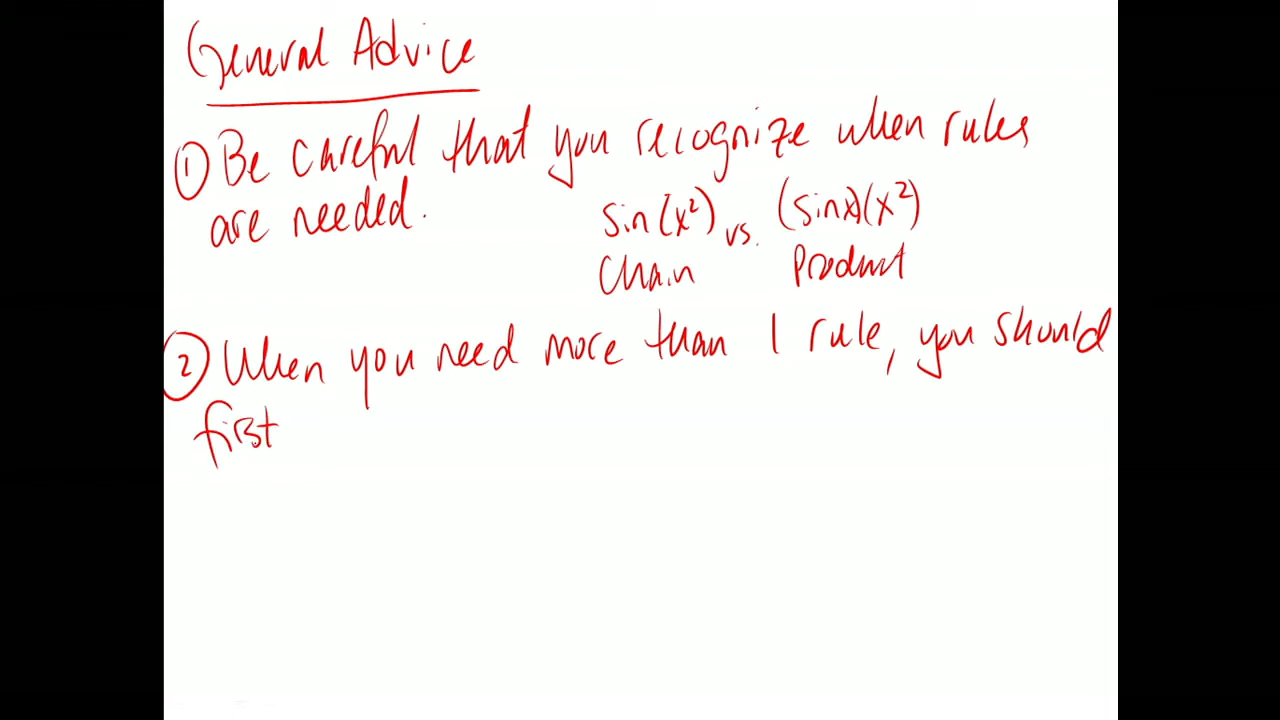 General Advice
① Be careful that you recognize when rules
are needed. sin(x²) vs. (sinx)(x²)
Chain Product
② When you need more than 1 rule, you should
first